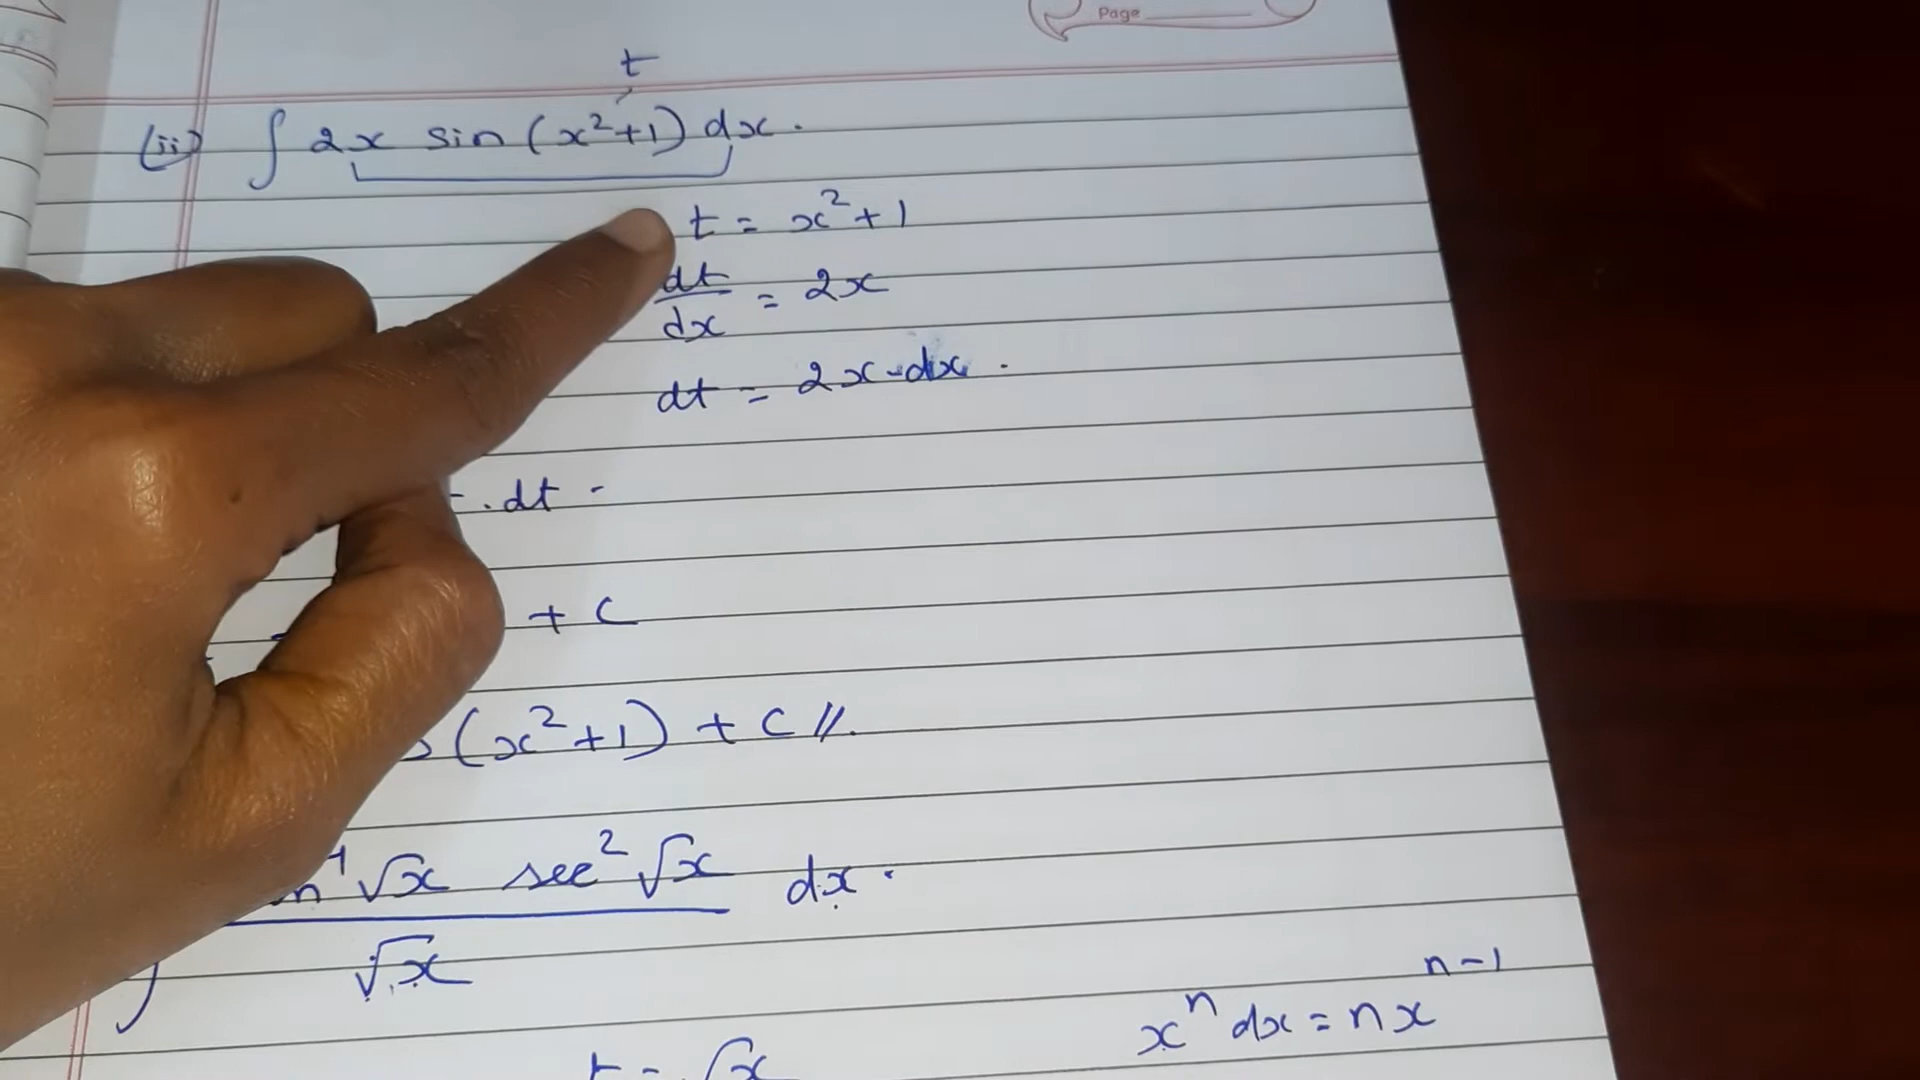 Page
t
(ii) ∫ 2x sin (x²+1) dx.
t = x²+1
dt/dx = 2x
dt = 2x·dx.
. dt
+ C
(x²+1) + C //.
√x sec² √x dx.
√x
t = √x
xⁿ dx = nxⁿ⁻¹